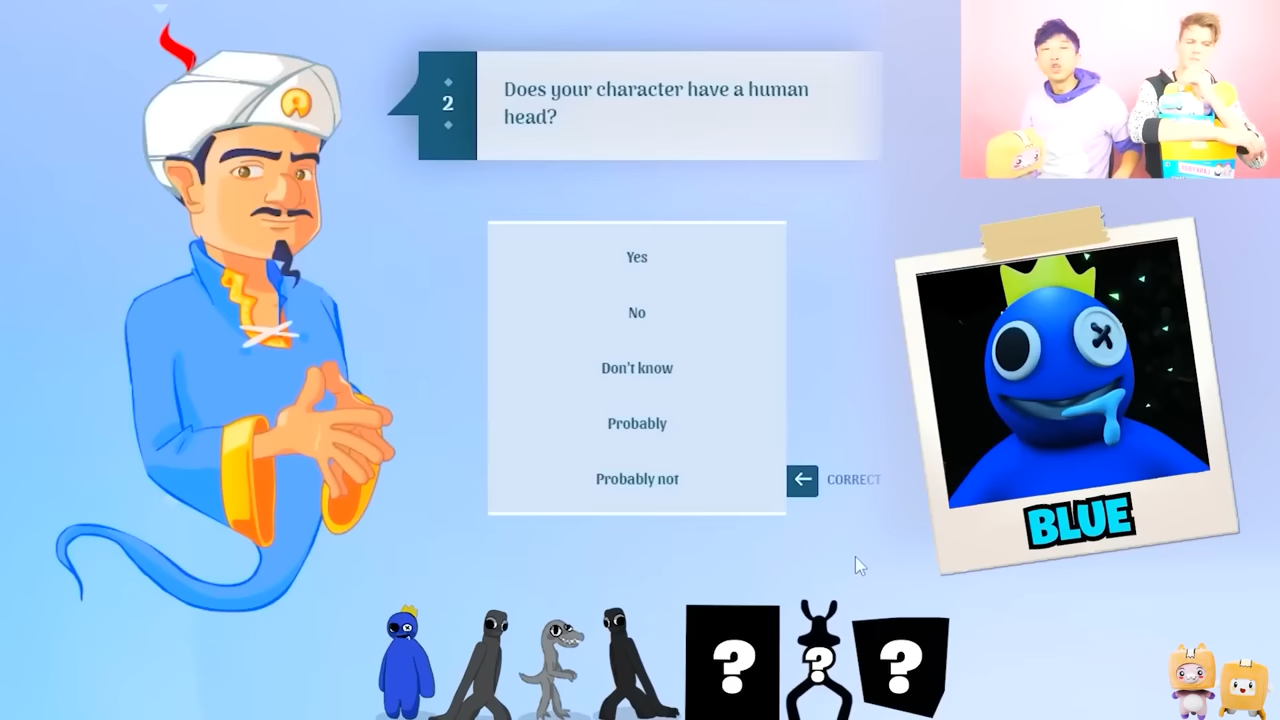 2
Does your character have a human
head?
Yes
No
Don't know
Probably
Probably not
CORRECT
BLUE
?
?
?